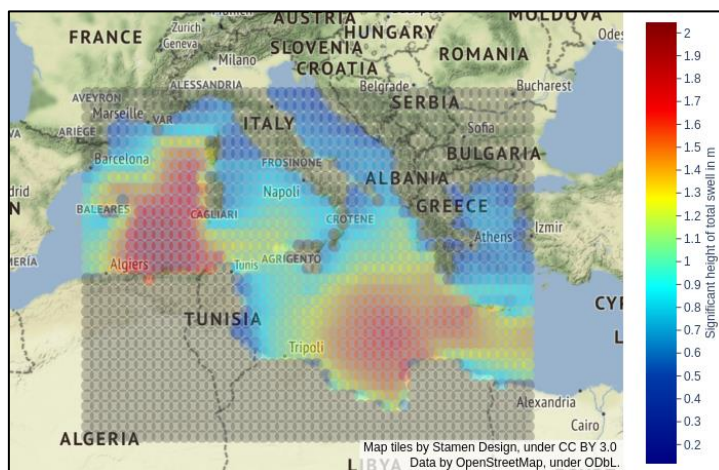 AUSTRIA
MOLDOVA
Zurich
HUNGARY
FRANCE
Geneva
SLOVENIA
Odes
Milano
CROATIA
ROMANIA
ALESSANDRIA
Belgrade
Bucharest
AVEYRON
Marseille
VAR
SERBIA
ARIÈGE
ITALY
Sofia
Barcelona
FROSINONE
BULGARIA
drid
ALBANIA
N
Napoli
BALEARES
CAGLIARI
CROTENE
GREECE
Izmir
Athens
MERÍA
Algiers
Tunis
AGRIGENTO
CYP
TUNISIA
L
Tripoli
Alexandria
Cairo
ALGERIA
LIBYA
Map tiles by Stamen Design, under CC BY 3.0
Data by OpenStreetMap, under ODbL.
2
1.9
1.8
1.7
1.6
1.5
1.4
1.3
1.2
1.1
1
0.9
0.8
0.7
0.6
0.5
0.4
0.3
0.2
Significant height of total swell in m